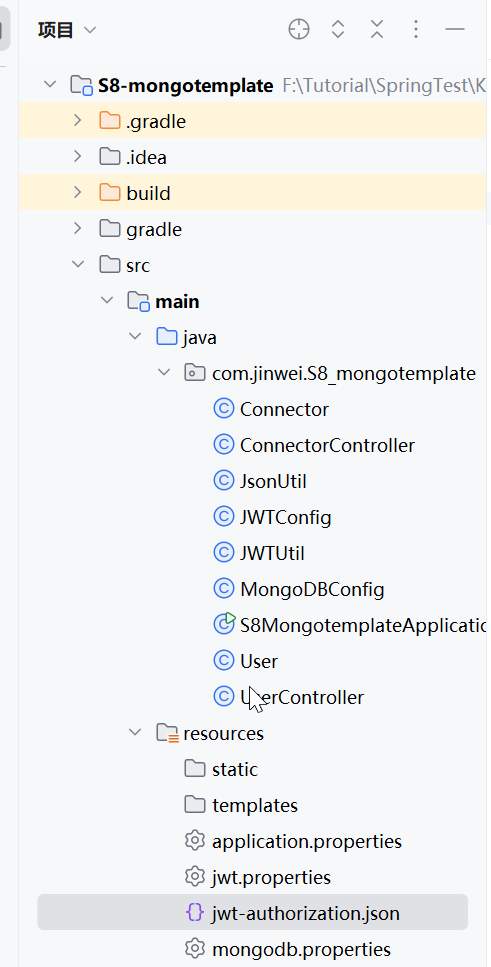 项目
S8-mongotemplate F:\Tutorial\SpringTest\K
.gradle
.idea
build
gradle
src
main
java
com.jinwei.S8_mongotemplate
Connector
ConnectorController
JsonUtil
JWTConfig
JWTUtil
MongoDBConfig
S8MongotemplateApplicatic
User
UserController
resources
static
templates
application.properties
jwt.properties
jwt-authorization.json
mongodb.properties